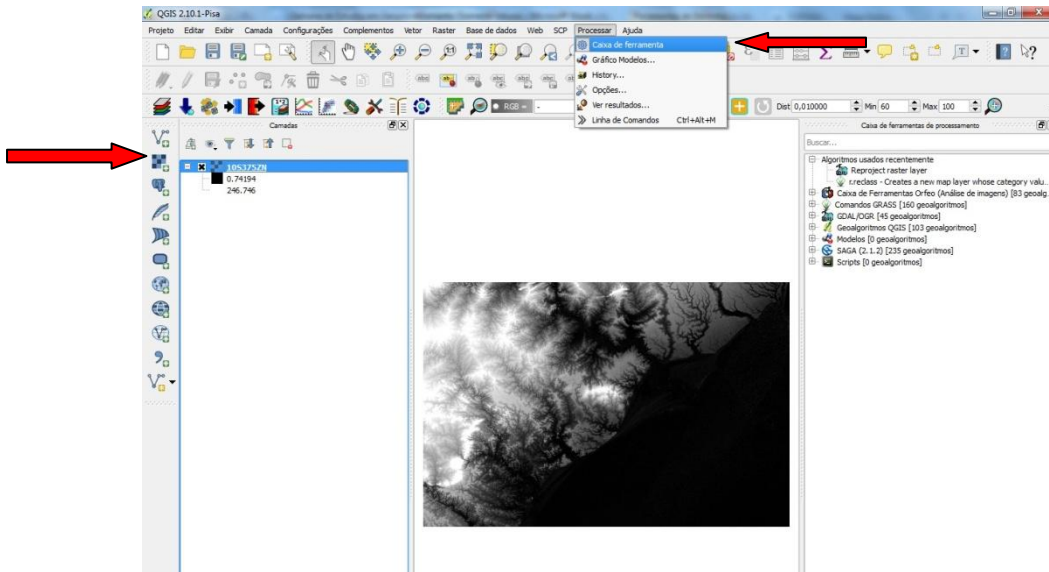 QGIS 2.10.1-Pisa
Projeto Editar Exibir Camada Configurações Complementos Vetor Raster Base de dados Web SCP Processar Ajuda
Caixa de ferramenta
Gráfico Modelos...
History...
Opções...
Ver resultados...
Linha de Comandos Ctrl+Alt+M
RGB = -
Dist 0,010000 Min 60 Max 100
Camadas
10S375ZN
0.74194
246.746
Caixa de ferramentas de processamento
Buscar...
Algoritmos usados recentemente
Reproject raster layer
r.reclass - Creates a new map layer whose category valu...
Caixa de Ferramentas Orfeo (Análise de imagens) [83 geoalg...
Comandos GRASS [160 geoalgoritmos]
GDAL/OGR [45 geoalgoritmos]
Geoalgoritmos QGIS [103 geoalgoritmos]
Modelos [0 geoalgoritmos]
SAGA (2.1.2) [235 geoalgoritmos]
Scripts [0 geoalgoritmos]